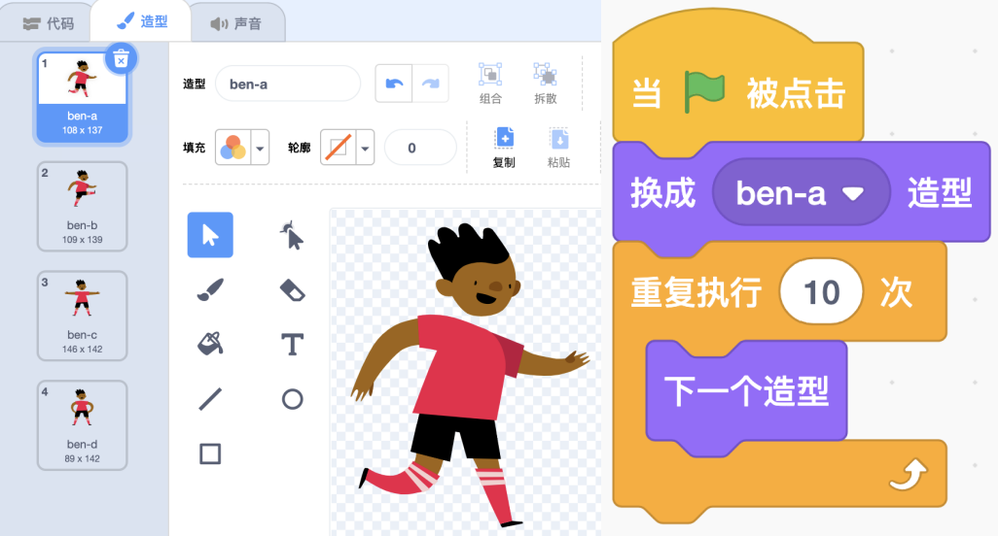 代码
造型
声音
1
ben-a
108 x 137
2
ben-b
109 x 139
3
ben-c
146 x 142
4
ben-d
89 x 142
造型
ben-a
组合
拆散
填充
轮廓
0
复制
粘贴
T
当 被点击
换成 ben-a 造型
重复执行 10 次
下一个造型